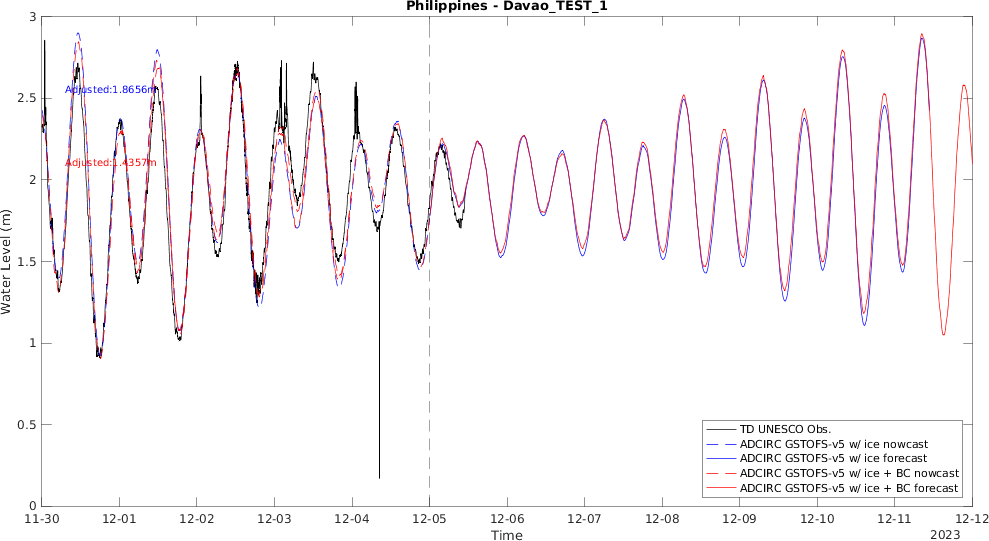 Philippines - Davao_TEST_1
Water Level (m)
3
2.5
2
1.5
1
0.5
0
Adjusted:1.8656m
Adjusted:1.4357m
TD UNESCO Obs.
ADCIRC GSTOFS-v5 w/ ice nowcast
ADCIRC GSTOFS-v5 w/ ice forecast
ADCIRC GSTOFS-v5 w/ ice + BC nowcast
ADCIRC GSTOFS-v5 w/ ice + BC forecast
11-30 12-01 12-02 12-03 12-04 12-05 12-06 12-07 12-08 12-09 12-10 12-11 12-12
Time
2023